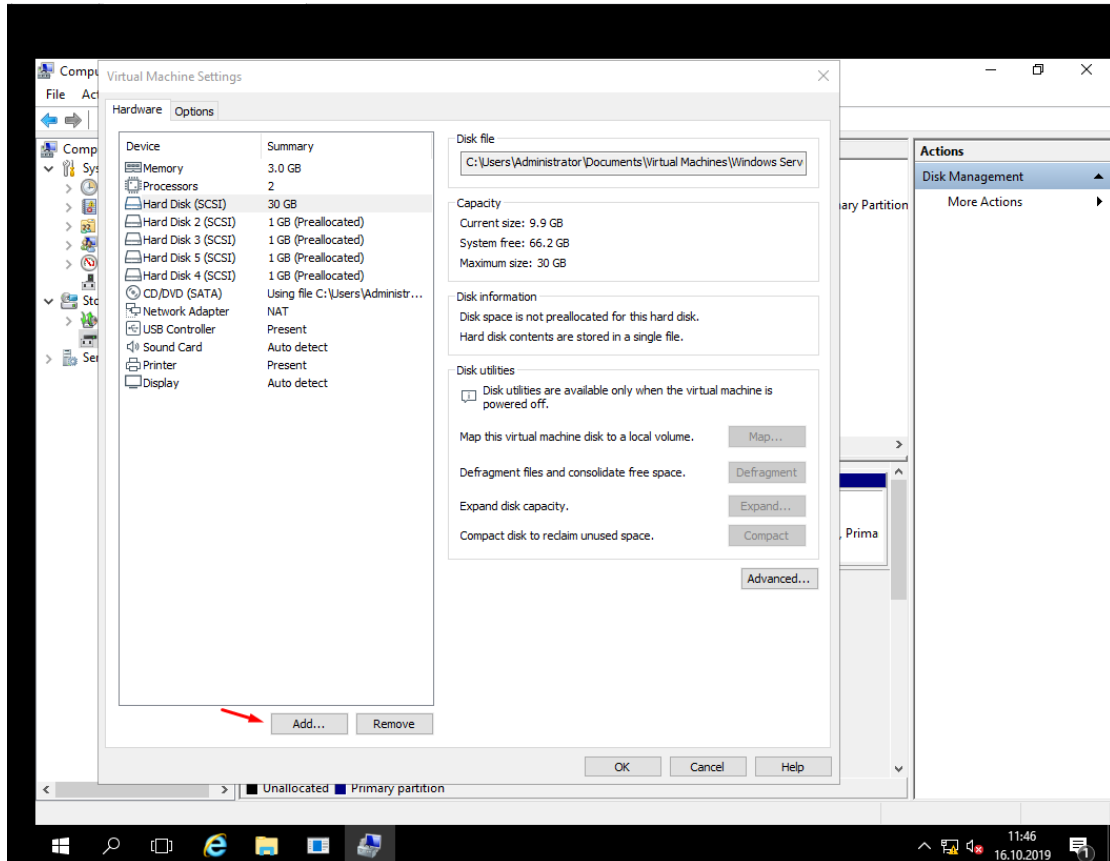 Virtual Machine Settings
File
Hardware Options
Device Summary
Memory 3.0 GB
Processors 2
Hard Disk (SCSI) 30 GB
Hard Disk 2 (SCSI) 1 GB (Preallocated)
Hard Disk 3 (SCSI) 1 GB (Preallocated)
Hard Disk 5 (SCSI) 1 GB (Preallocated)
Hard Disk 4 (SCSI) 1 GB (Preallocated)
CD/DVD (SATA) Using file C:\Users\Administr...
Network Adapter NAT
USB Controller Present
Sound Card Auto detect
Printer Present
Display Auto detect
Add... Remove
Disk file
C:\Users\Administrator\Documents\Virtual Machines\Windows Serv
Capacity
Current size: 9.9 GB
System free: 66.2 GB
Maximum size: 30 GB
Disk information
Disk space is not preallocated for this hard disk.
Hard disk contents are stored in a single file.
Disk utilities
Disk utilities are available only when the virtual machine is
powered off.
Map this virtual machine disk to a local volume. Map...
Defragment files and consolidate free space. Defragment
Expand disk capacity. Expand...
Compact disk to reclaim unused space. Compact
Advanced...
OK Cancel Help
Comp
Sys
Sto
Ser
ary Partition
, Prima
Actions
Disk Management
More Actions
Unallocated Primary partition
11:46
16.10.2019
1